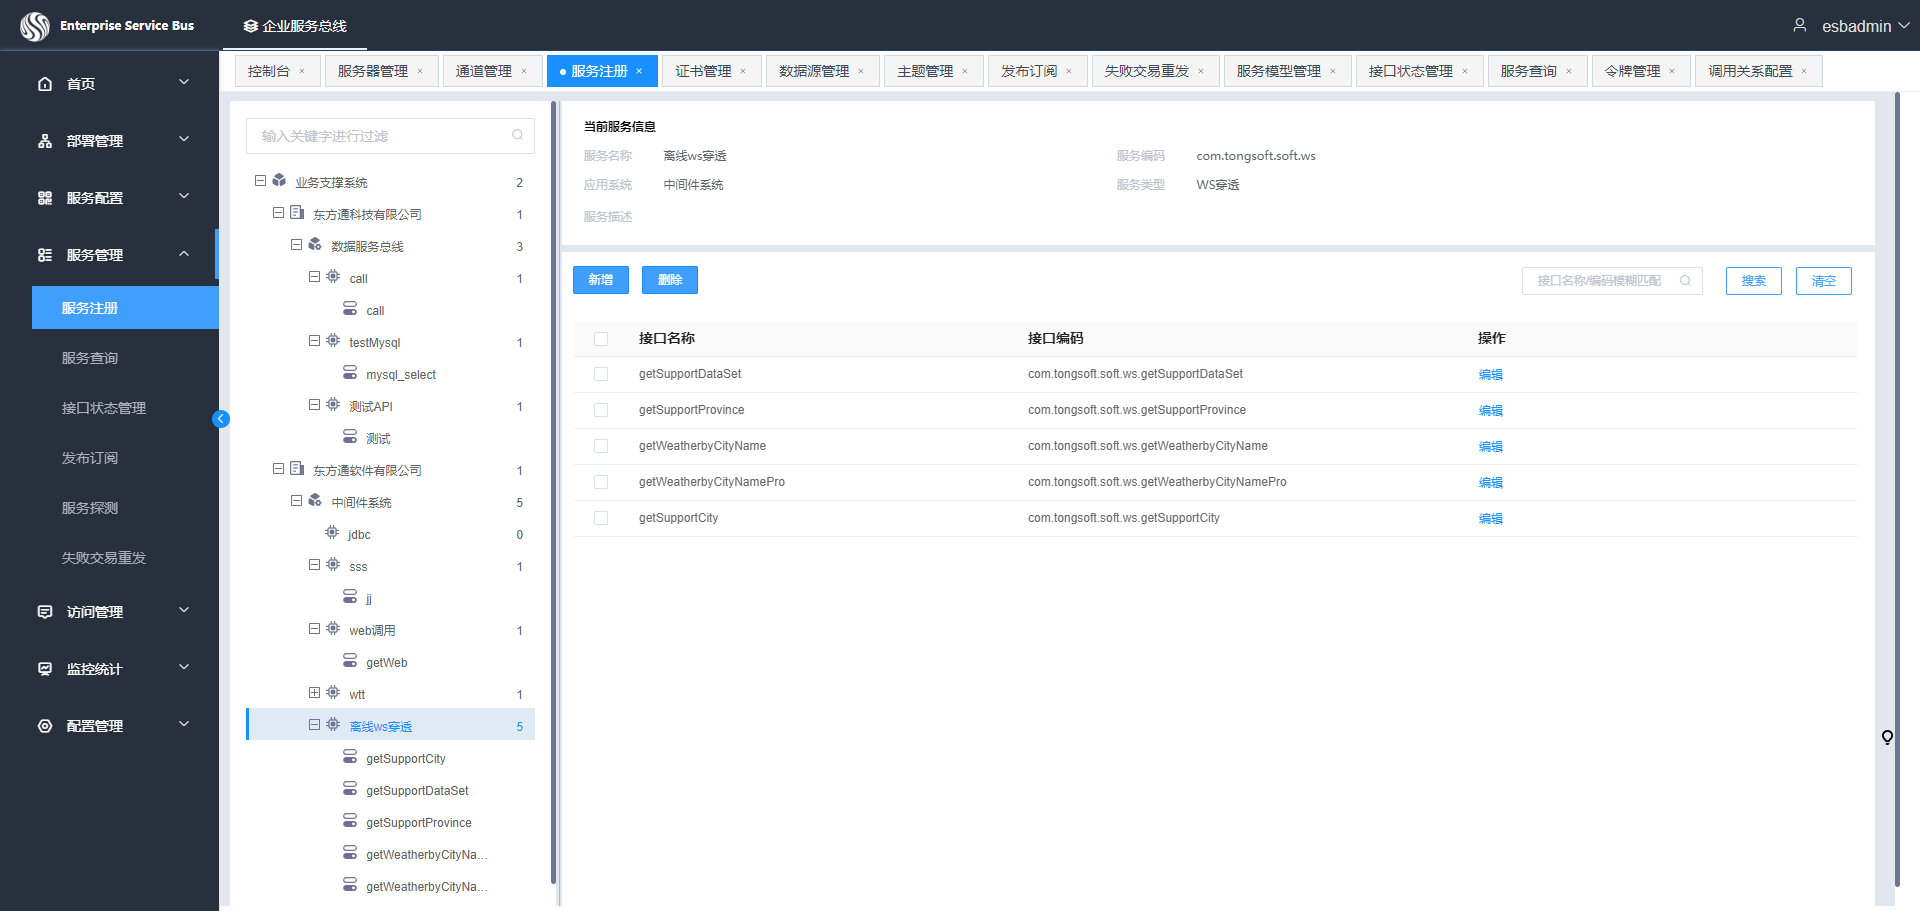 Enterprise Service Bus
企业服务总线
esbadmin
首页
部署管理
服务配置
服务管理
服务注册
服务查询
接口状态管理
发布订阅
服务探测
失败交易重发
访问管理
监控统计
配置管理
控制台 ×
服务器管理 ×
通道管理 ×
服务注册 ×
证书管理 ×
数据源管理 ×
主题管理 ×
发布订阅 ×
失败交易重发 ×
服务模型管理 ×
接口状态管理 ×
服务查询 ×
令牌管理 ×
调用关系配置 ×
输入关键字进行过滤
业务支撑系统 2
东方通科技有限公司 1
数据服务总线 3
call 1
call
testMysql 1
mysql_select
测试API 1
测试
东方通软件有限公司 1
中间件系统 5
jdbc 0
sss 1
jj
web调用 1
getWeb
wtt 1
离线ws穿透 5
getSupportCity
getSupportDataSet
getSupportProvince
getWeatherbyCityNa...
getWeatherbyCityNa...
当前服务信息
服务名称 离线ws穿透 服务编码 com.tongsoft.soft.ws
应用系统 中间件系统 服务类型 WS穿透
服务描述
新增 删除 接口名称/编码模糊匹配 搜索 清空
接口名称 接口编码 操作
getSupportDataSet com.tongsoft.soft.ws.getSupportDataSet 编辑
getSupportProvince com.tongsoft.soft.ws.getSupportProvince 编辑
getWeatherbyCityName com.tongsoft.soft.ws.getWeatherbyCityName 编辑
getWeatherbyCityNamePro com.tongsoft.soft.ws.getWeatherbyCityNamePro 编辑
getSupportCity com.tongsoft.soft.ws.getSupportCity 编辑